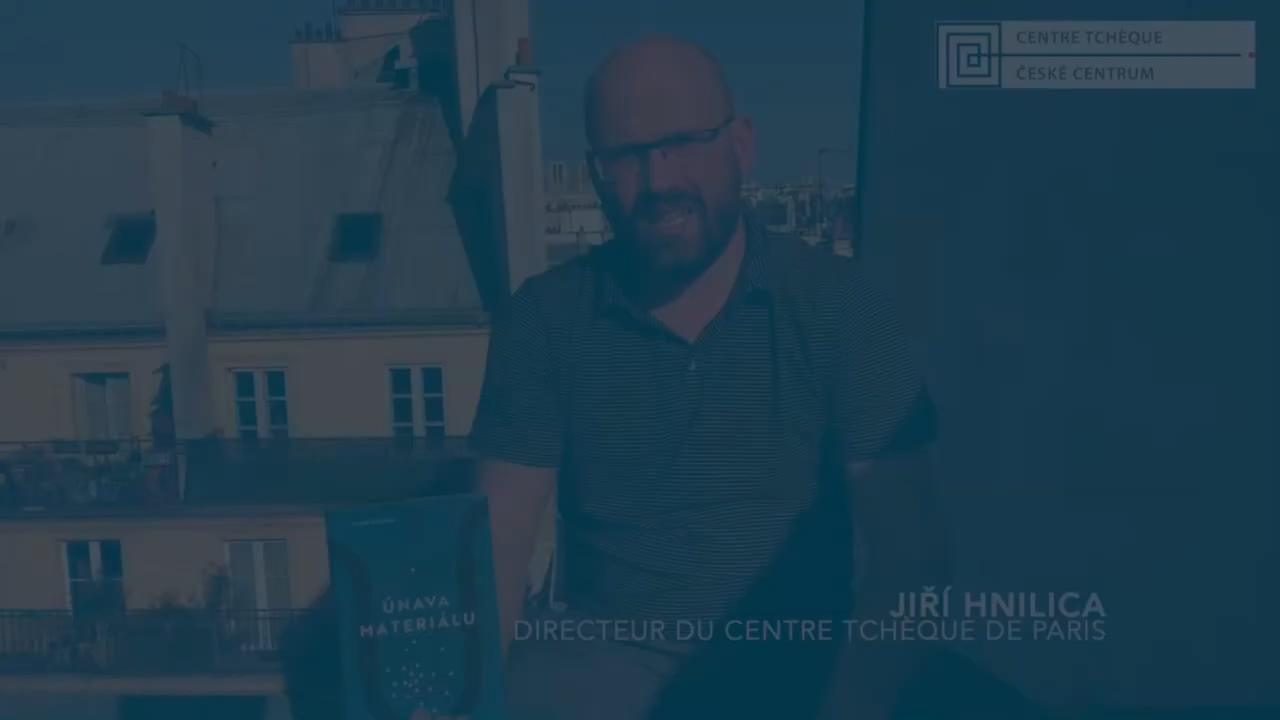 CENTRE TCHÈQUE
ČESKÉ CENTRUM
ÚNAVA
MATERIÁLU
JIŘÍ HNILICA
DIRECTEUR DU CENTRE TCHÈQUE DE PARIS